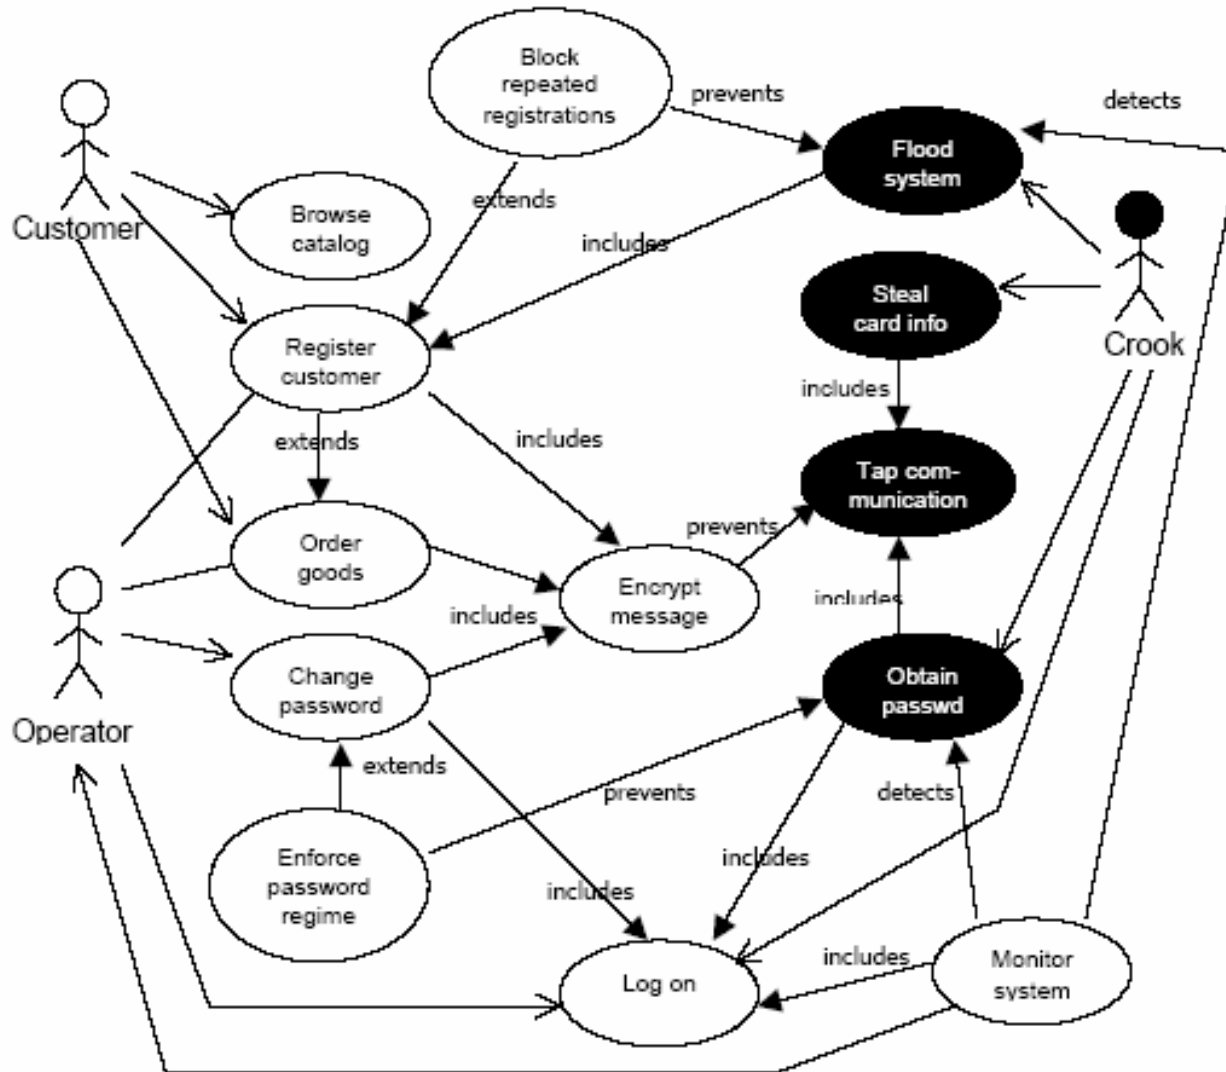 Block
repeated
registrations
prevents
detects
Flood
system
Customer
Browse
catalog
extends
includes
Steal
card info
Crook
Register
customer
includes
extends
includes
Tap com-
munication
prevents
Order
goods
Encrypt
message
includes
includes
Change
password
Obtain
passwd
Operator
extends
prevents
detects
Enforce
password
regime
includes
includes
includes
Log on
Monitor
system